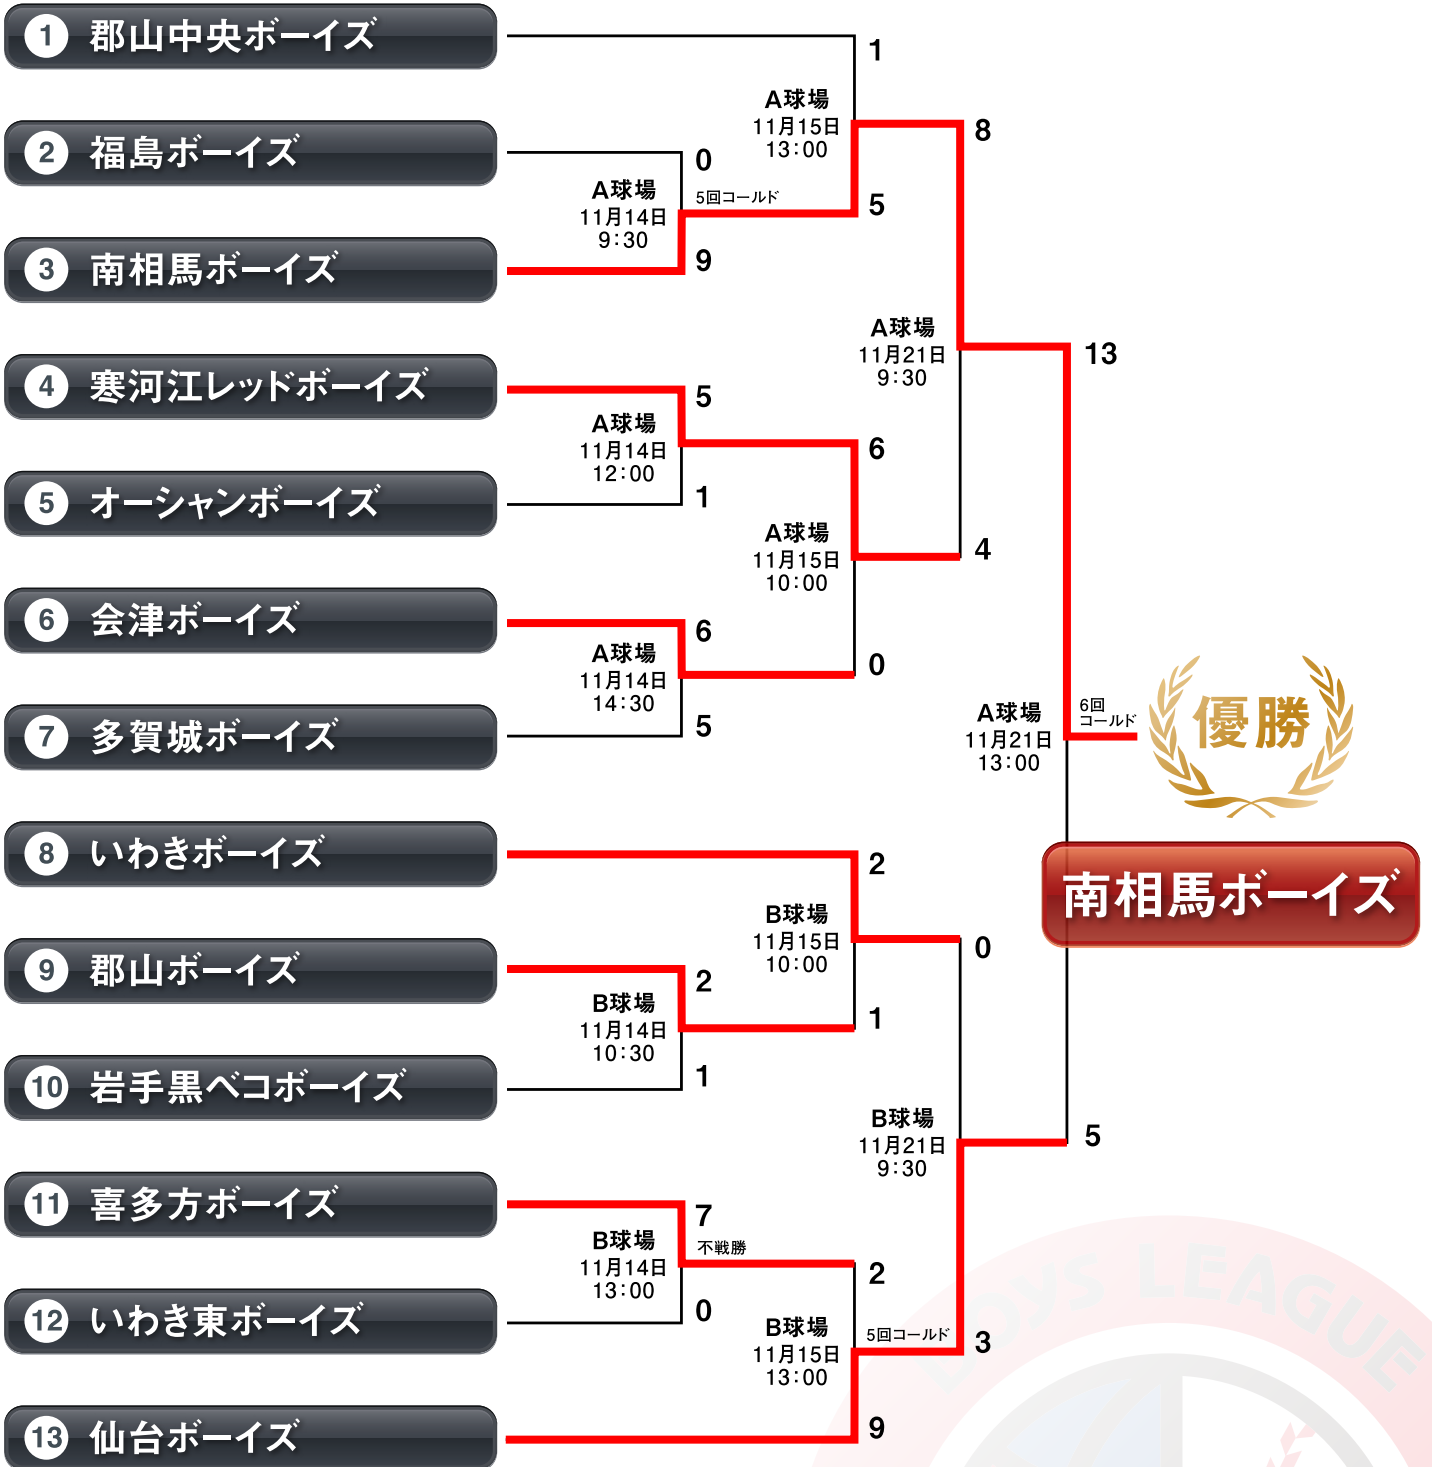 1 郡山中央ボーイズ
2 福島ボーイズ
3 南相馬ボーイズ
4 寒河江レッドボーイズ
5 オーシャンボーイズ
6 会津ボーイズ
7 多賀城ボーイズ
8 いわきボーイズ
9 郡山ボーイズ
10 岩手黒べコボーイズ
11 喜多方ボーイズ
12 いわき東ボーイズ
13 仙台ボーイズ
0
A球場
11月14日
9:30
5回コールド
9
5
A球場
11月14日
12:00
1
6
A球場
11月14日
14:30
5
2
B球場
11月14日
10:30
1
7
B球場
11月14日
13:00
不戦勝
0
1
A球場
11月15日
13:00
5
6
A球場
11月15日
10:00
0
2
B球場
11月15日
10:00
1
2
B球場
11月15日
13:00
5回コールド
9
8
A球場
11月21日
9:30
4
0
B球場
11月21日
9:30
3
13
A球場
11月21日
13:00
6回
コールド
5
優勝
南相馬ボーイズ
BOYS LEAGUE